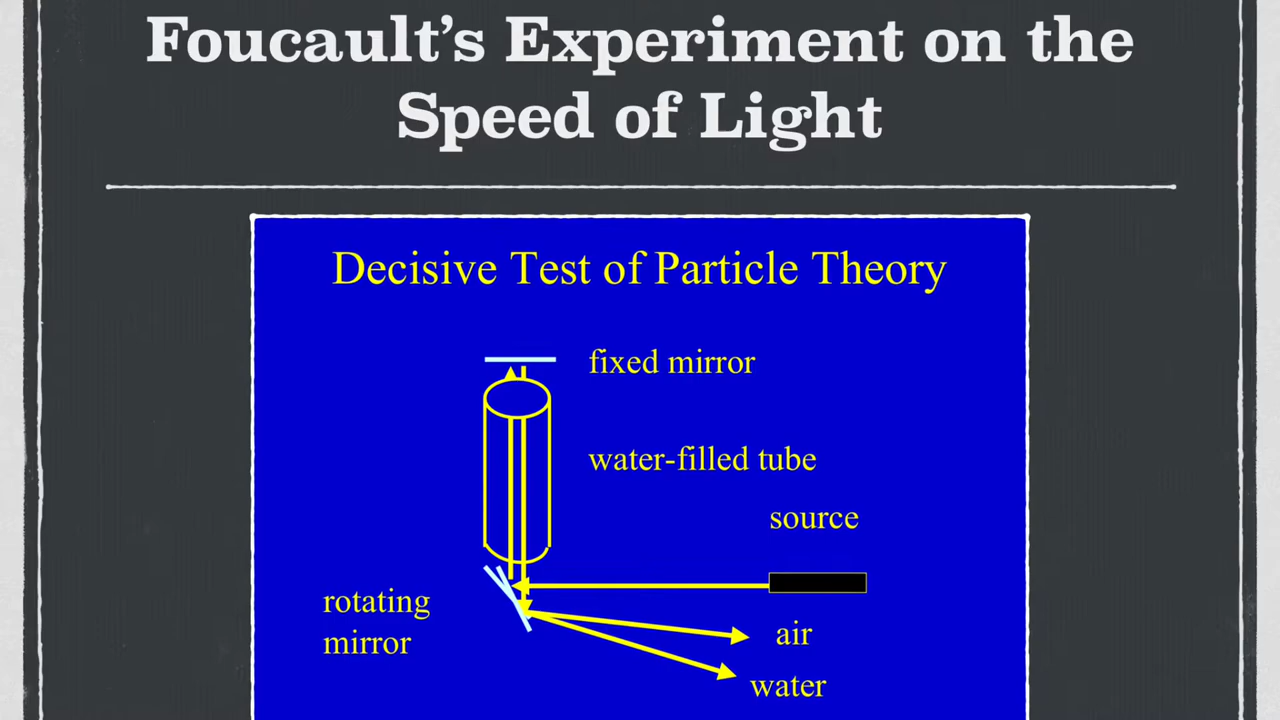 Foucault’s Experiment on the
Speed of Light
Decisive Test of Particle Theory
fixed mirror
water-filled tube
source
rotating
mirror
air
water